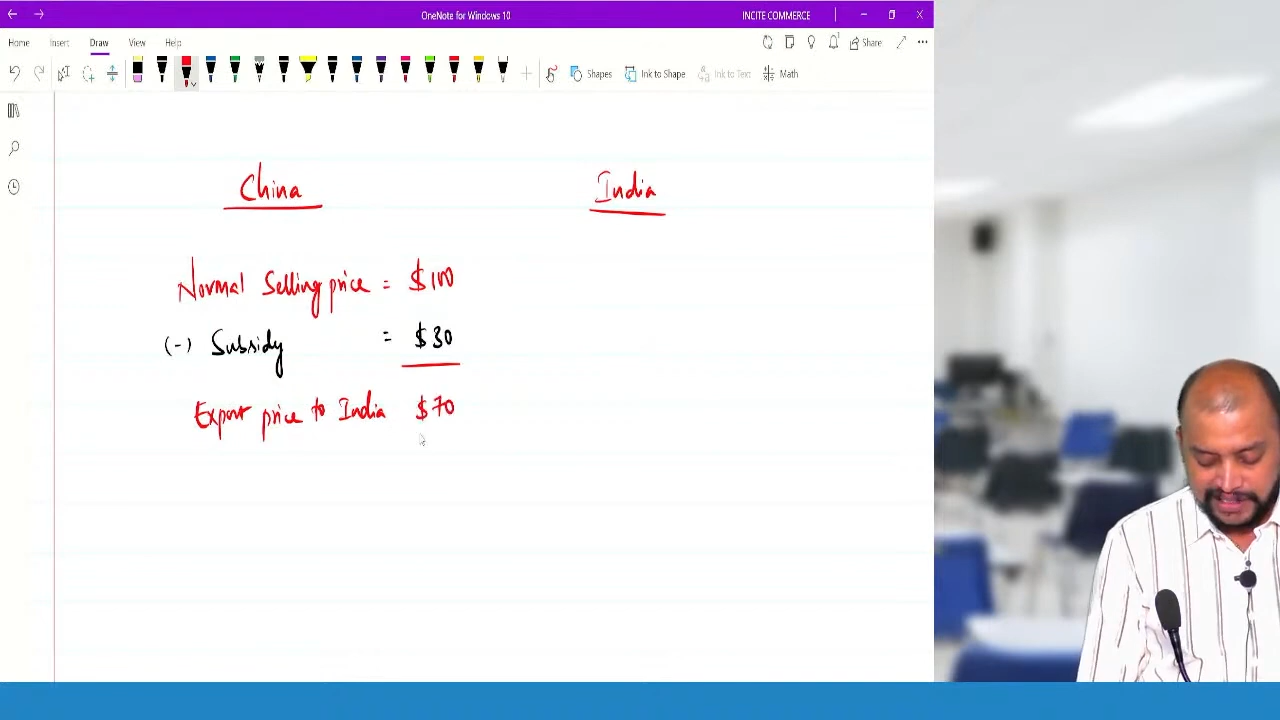 OneNote for Windows 10
INCITE COMMERCE
Home Insert Draw View Help
Share
Shapes Ink to Shape Ink to Text Math
China India
Normal Selling price = $100
(-) Subsidy = $30
Export price to India $70